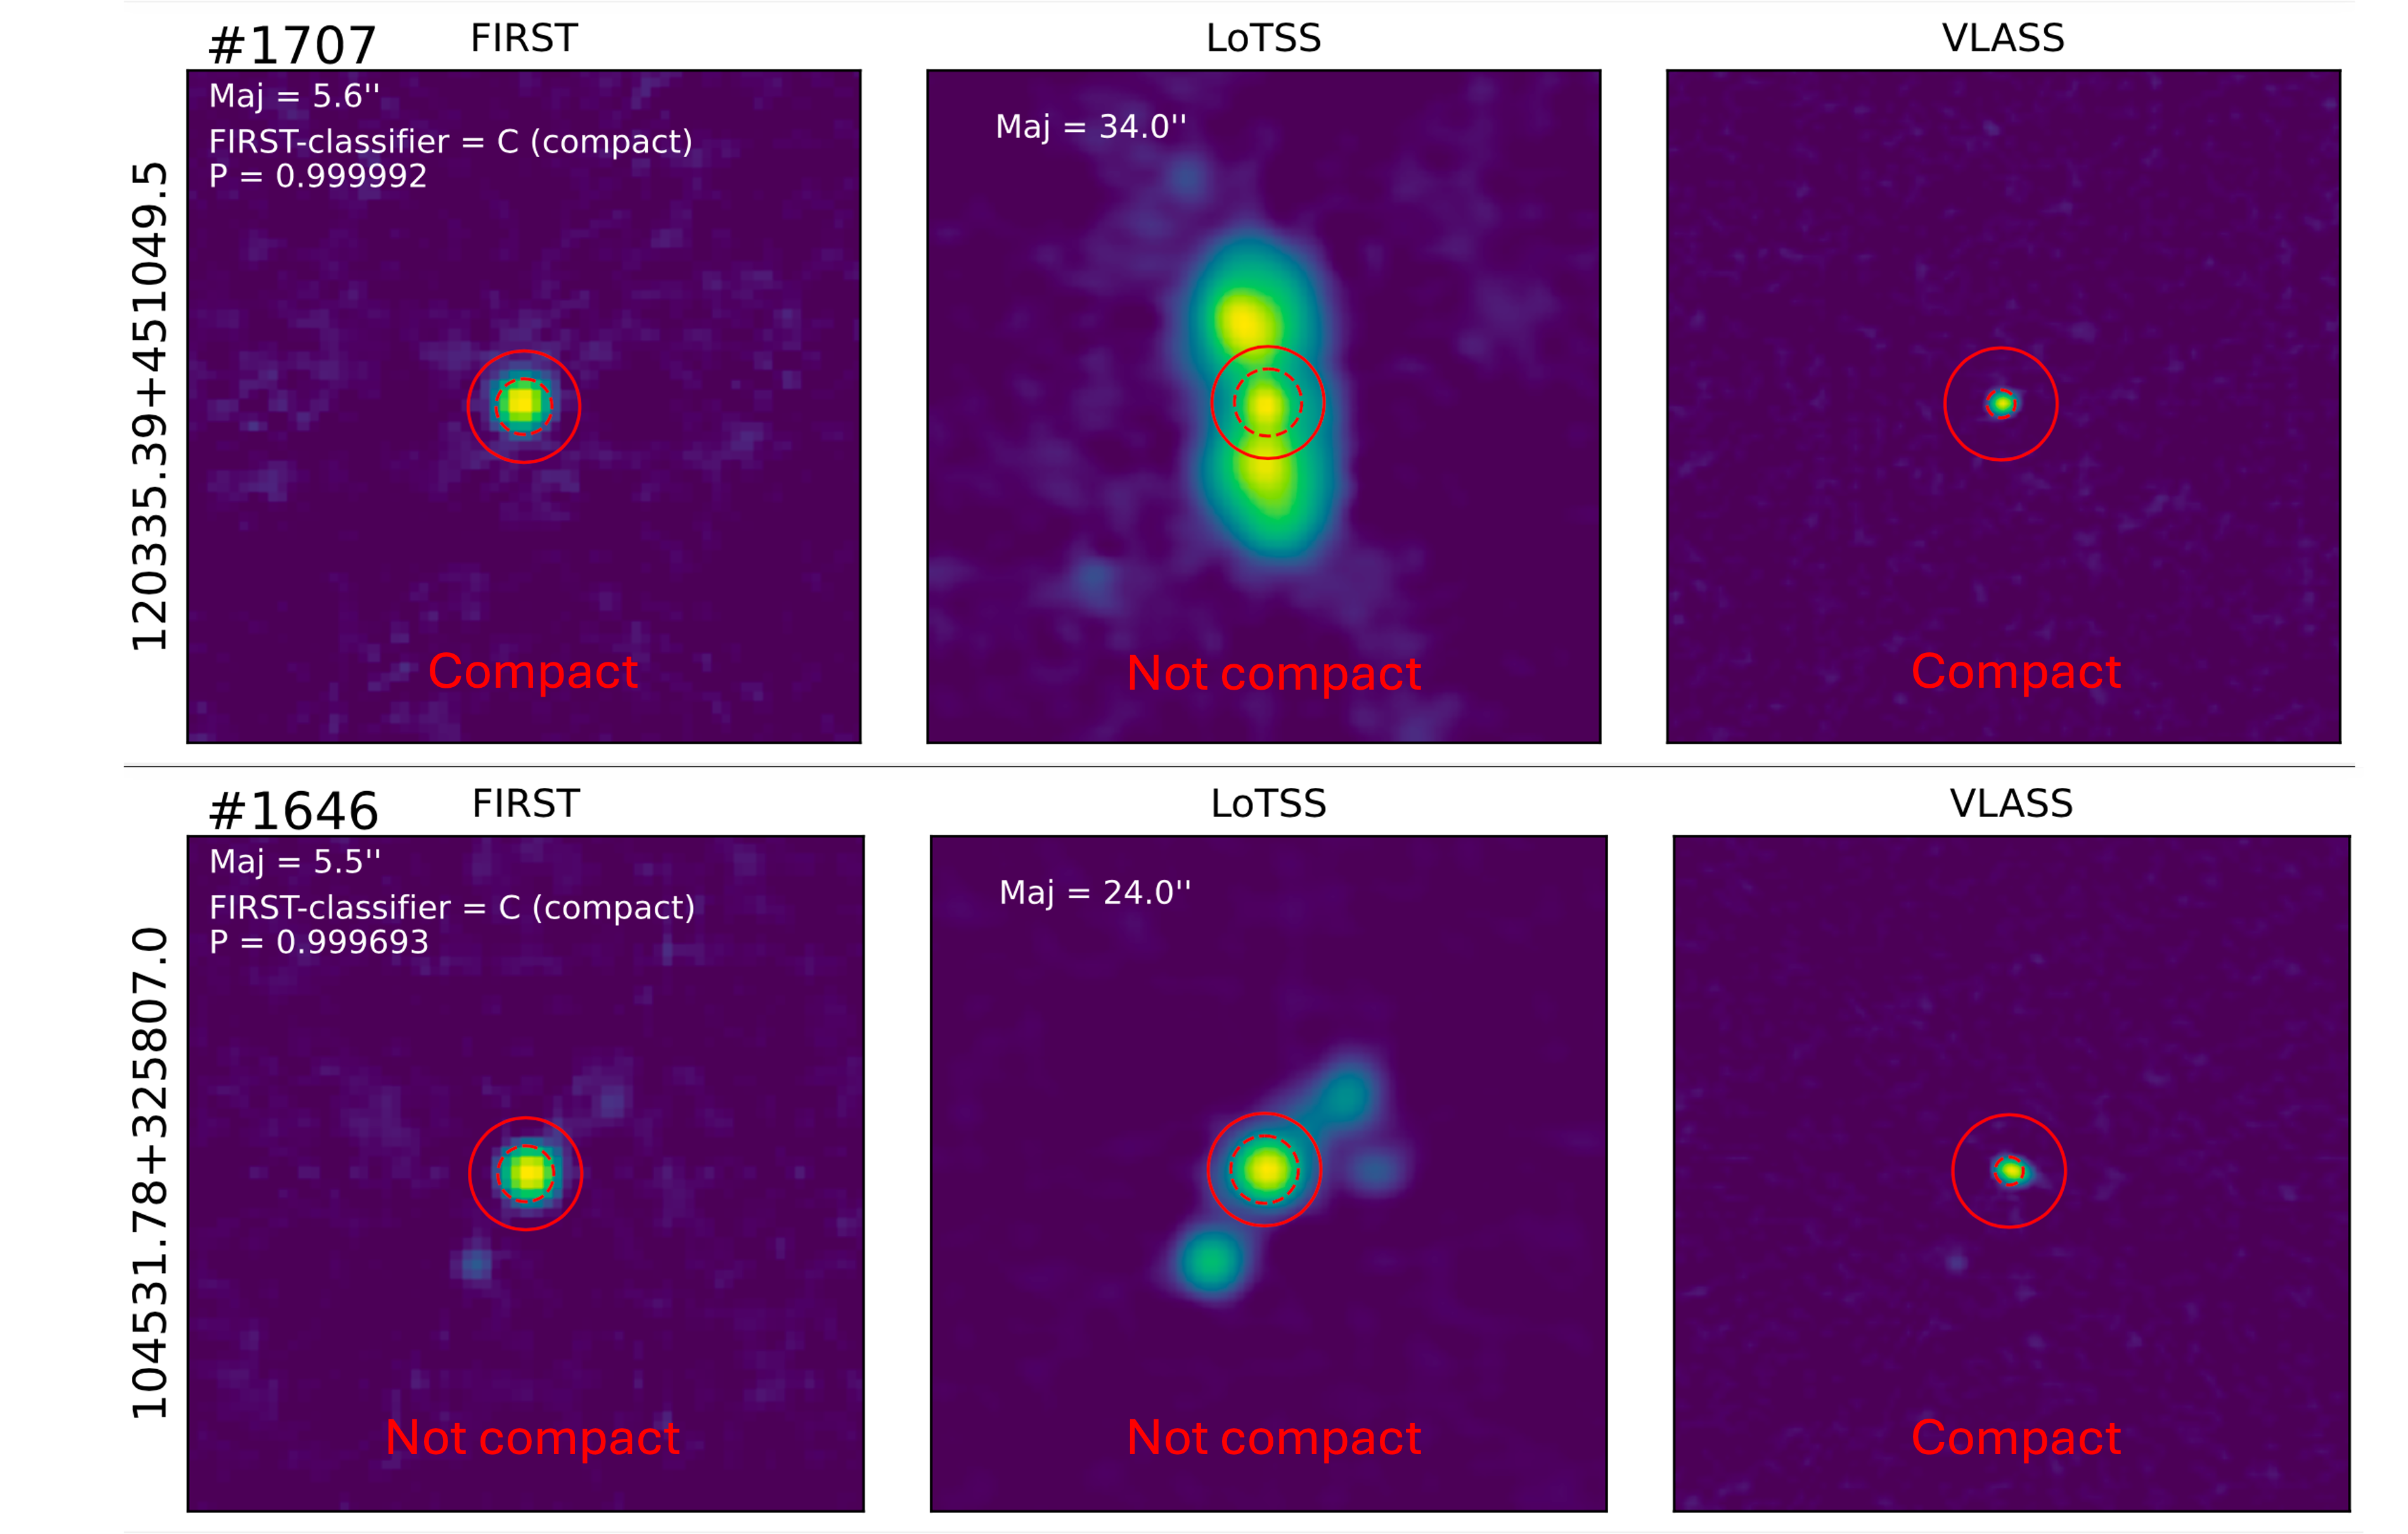 #1707
FIRST
LoTSS
VLASS
120335.39+451049.5
Maj = 5.6''
FIRST-classifier = C (compact)
P = 0.999992
Compact
Maj = 34.0''
Not compact
Compact
#1646
FIRST
LoTSS
VLASS
104531.78+325807.0
Maj = 5.5''
FIRST-classifier = C (compact)
P = 0.999693
Not compact
Maj = 24.0''
Not compact
Compact